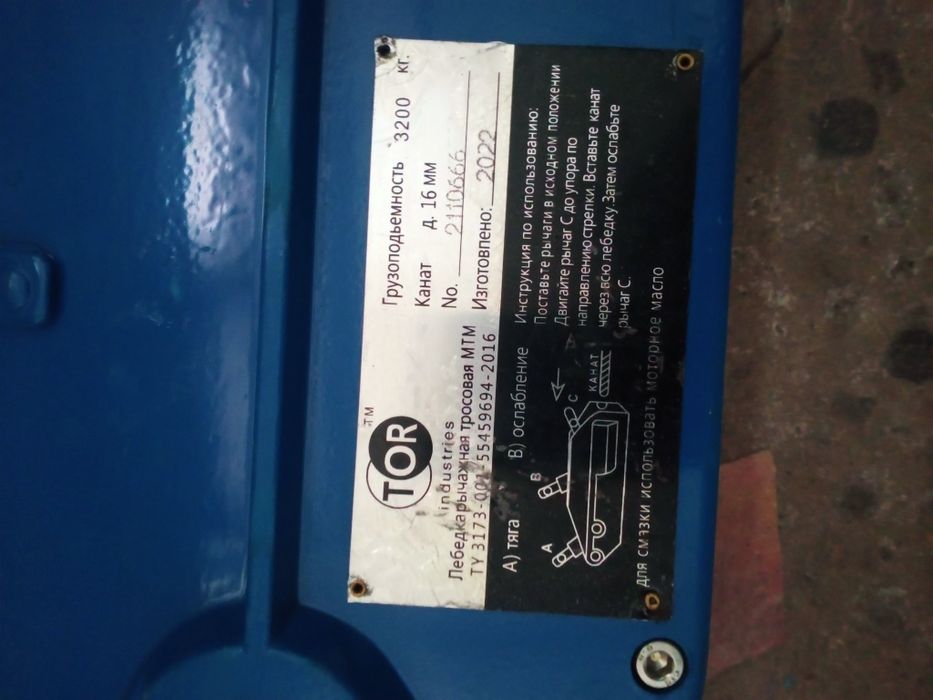 TOR
TM
industries
Лебедка рычажная тросовая МТМ
ТУ 3173-001-55459694-2016
Грузоподьемность 3200 кг.
Канат д. 16 мм
No. 2110666
Изготовлено: 2022
А) тяга
В) ослабление
A
B
C
КАНАТ
Инструкция по использованию:
Поставьте рычаги в исходном положении
Двигайте рычаг С до упора по
направлению стрелки. Вставьте канат
через всю лебедку. Затем ослабьте
рычаг С.
для смазки использовать моторное масло